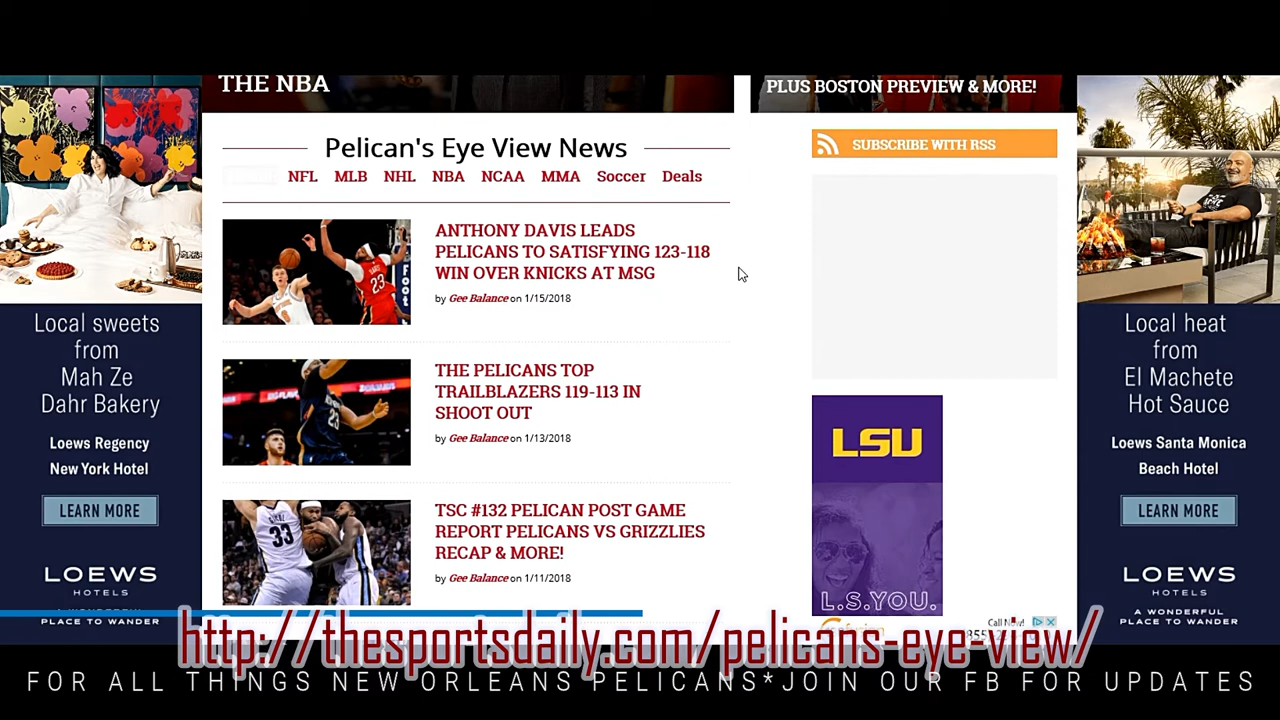 THE NBA
PLUS BOSTON PREVIEW & MORE!
Pelican's Eye View News
NFL MLB NHL NBA NCAA MMA Soccer Deals
SUBSCRIBE WITH RSS
ANTHONY DAVIS LEADS
PELICANS TO SATISFYING 123-118
WIN OVER KNICKS AT MSG
by Gee Balance on 1/15/2018
THE PELICANS TOP
TRAILBLAZERS 119-113 IN
SHOOT OUT
by Gee Balance on 1/13/2018
TSC #132 PELICAN POST GAME
REPORT PELICANS VS GRIZZLIES
RECAP & MORE!
by Gee Balance on 1/11/2018
23
23
33
Local sweets
from
Mah Ze
Dahr Bakery
Loews Regency
New York Hotel
LEARN MORE
LOEWS
HOTELS
A WONDERFUL
PLACE TO WANDER
LSU
L.S.YOU.
Call Now!
Local heat
from
El Machete
Hot Sauce
Loews Santa Monica
Beach Hotel
LEARN MORE
LOEWS
HOTELS
A WONDERFUL
PLACE TO WANDER
http://thesportsdaily.com/pelicans-eye-view/
FOR ALL THINGS NEW ORLEANS PELICANS*JOIN OUR FB FOR UPDATES